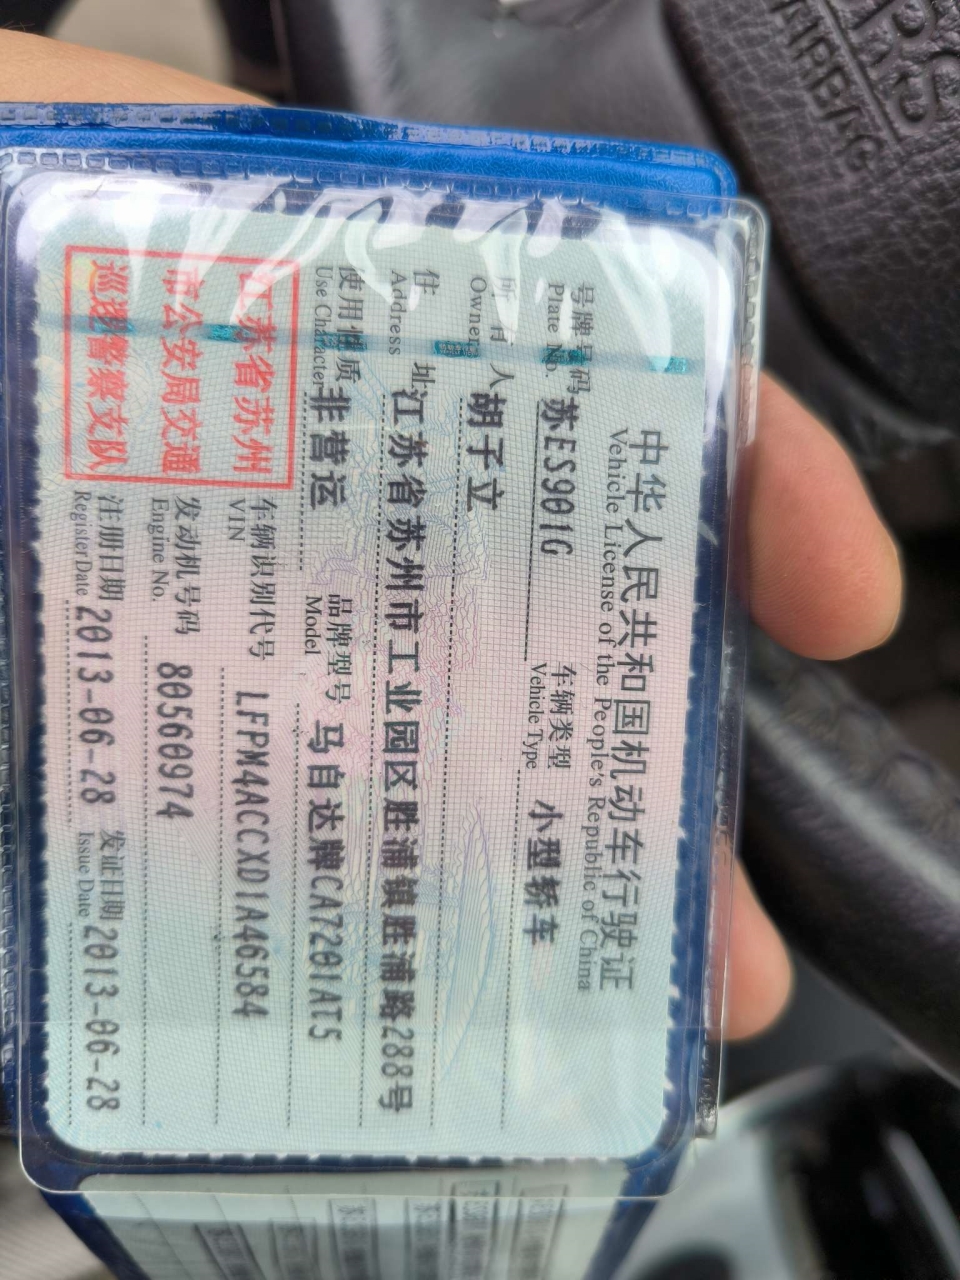 中华人民共和国机动车行驶证
Vehicle License of the People's Republic of China
号牌号码 苏ES901G 车辆类型 小型轿车
Plate No. Vehicle Type
所有人 胡子立
Owner
住址 江苏省苏州市工业园区胜浦镇胜浦路288号
Address
使用性质 非营运 品牌型号 马自达牌CA7201AT5
Use Character Model
江苏省苏州
市公安局交通
巡逻警察支队
车辆识别代号 LFPM4ACCXD1A46584
VIN
发动机号码 80560974
Engine No.
注册日期 2013-06-28 发证日期 2013-06-28
Register Date Issue Date
RS
AIRBAG